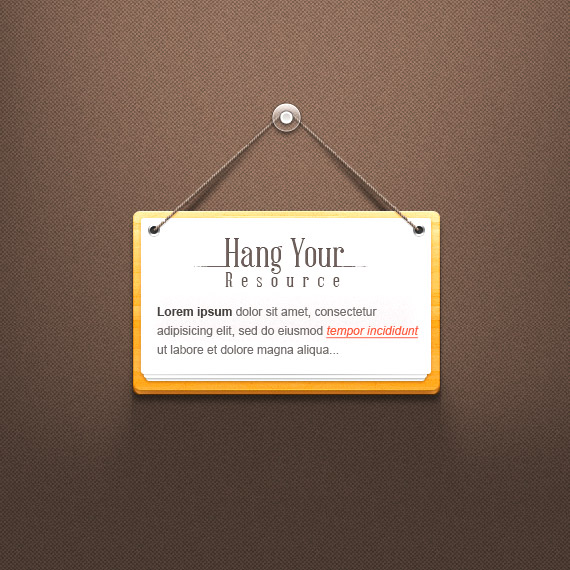 Hang Your
Resource
Lorem ipsum dolor sit amet, consectetur
adipisicing elit, sed do eiusmod tempor incididunt
ut labore et dolore magna aliqua...